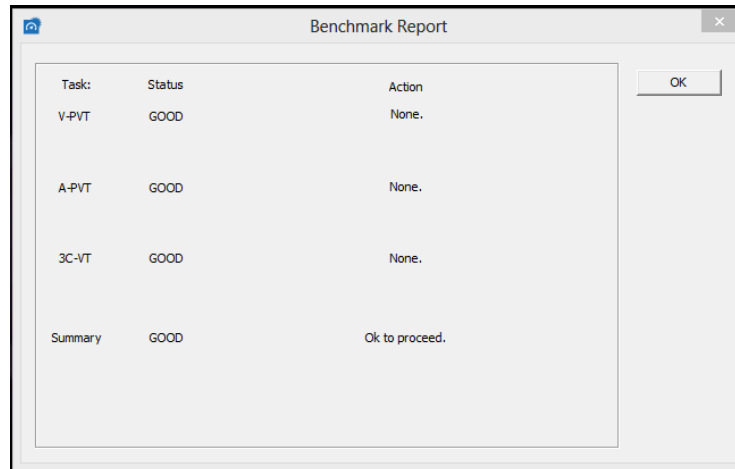 Benchmark Report
OK
Task: Status Action
V-PVT GOOD None.
A-PVT GOOD None.
3C-VT GOOD None.
Summary GOOD Ok to proceed.